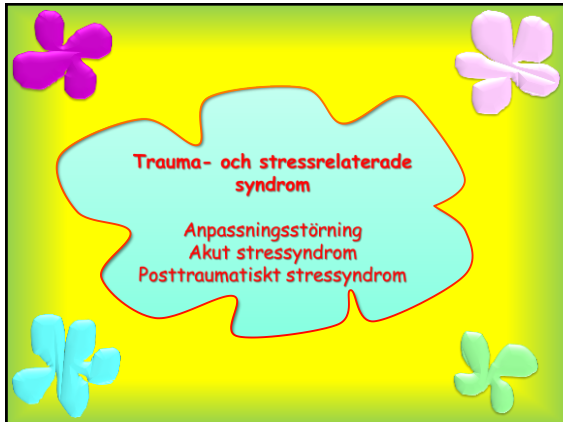 Trauma- och stressrelaterade
syndrom
Anpassningsstörning
Akut stressyndrom
Posttraumatiskt stressyndrom